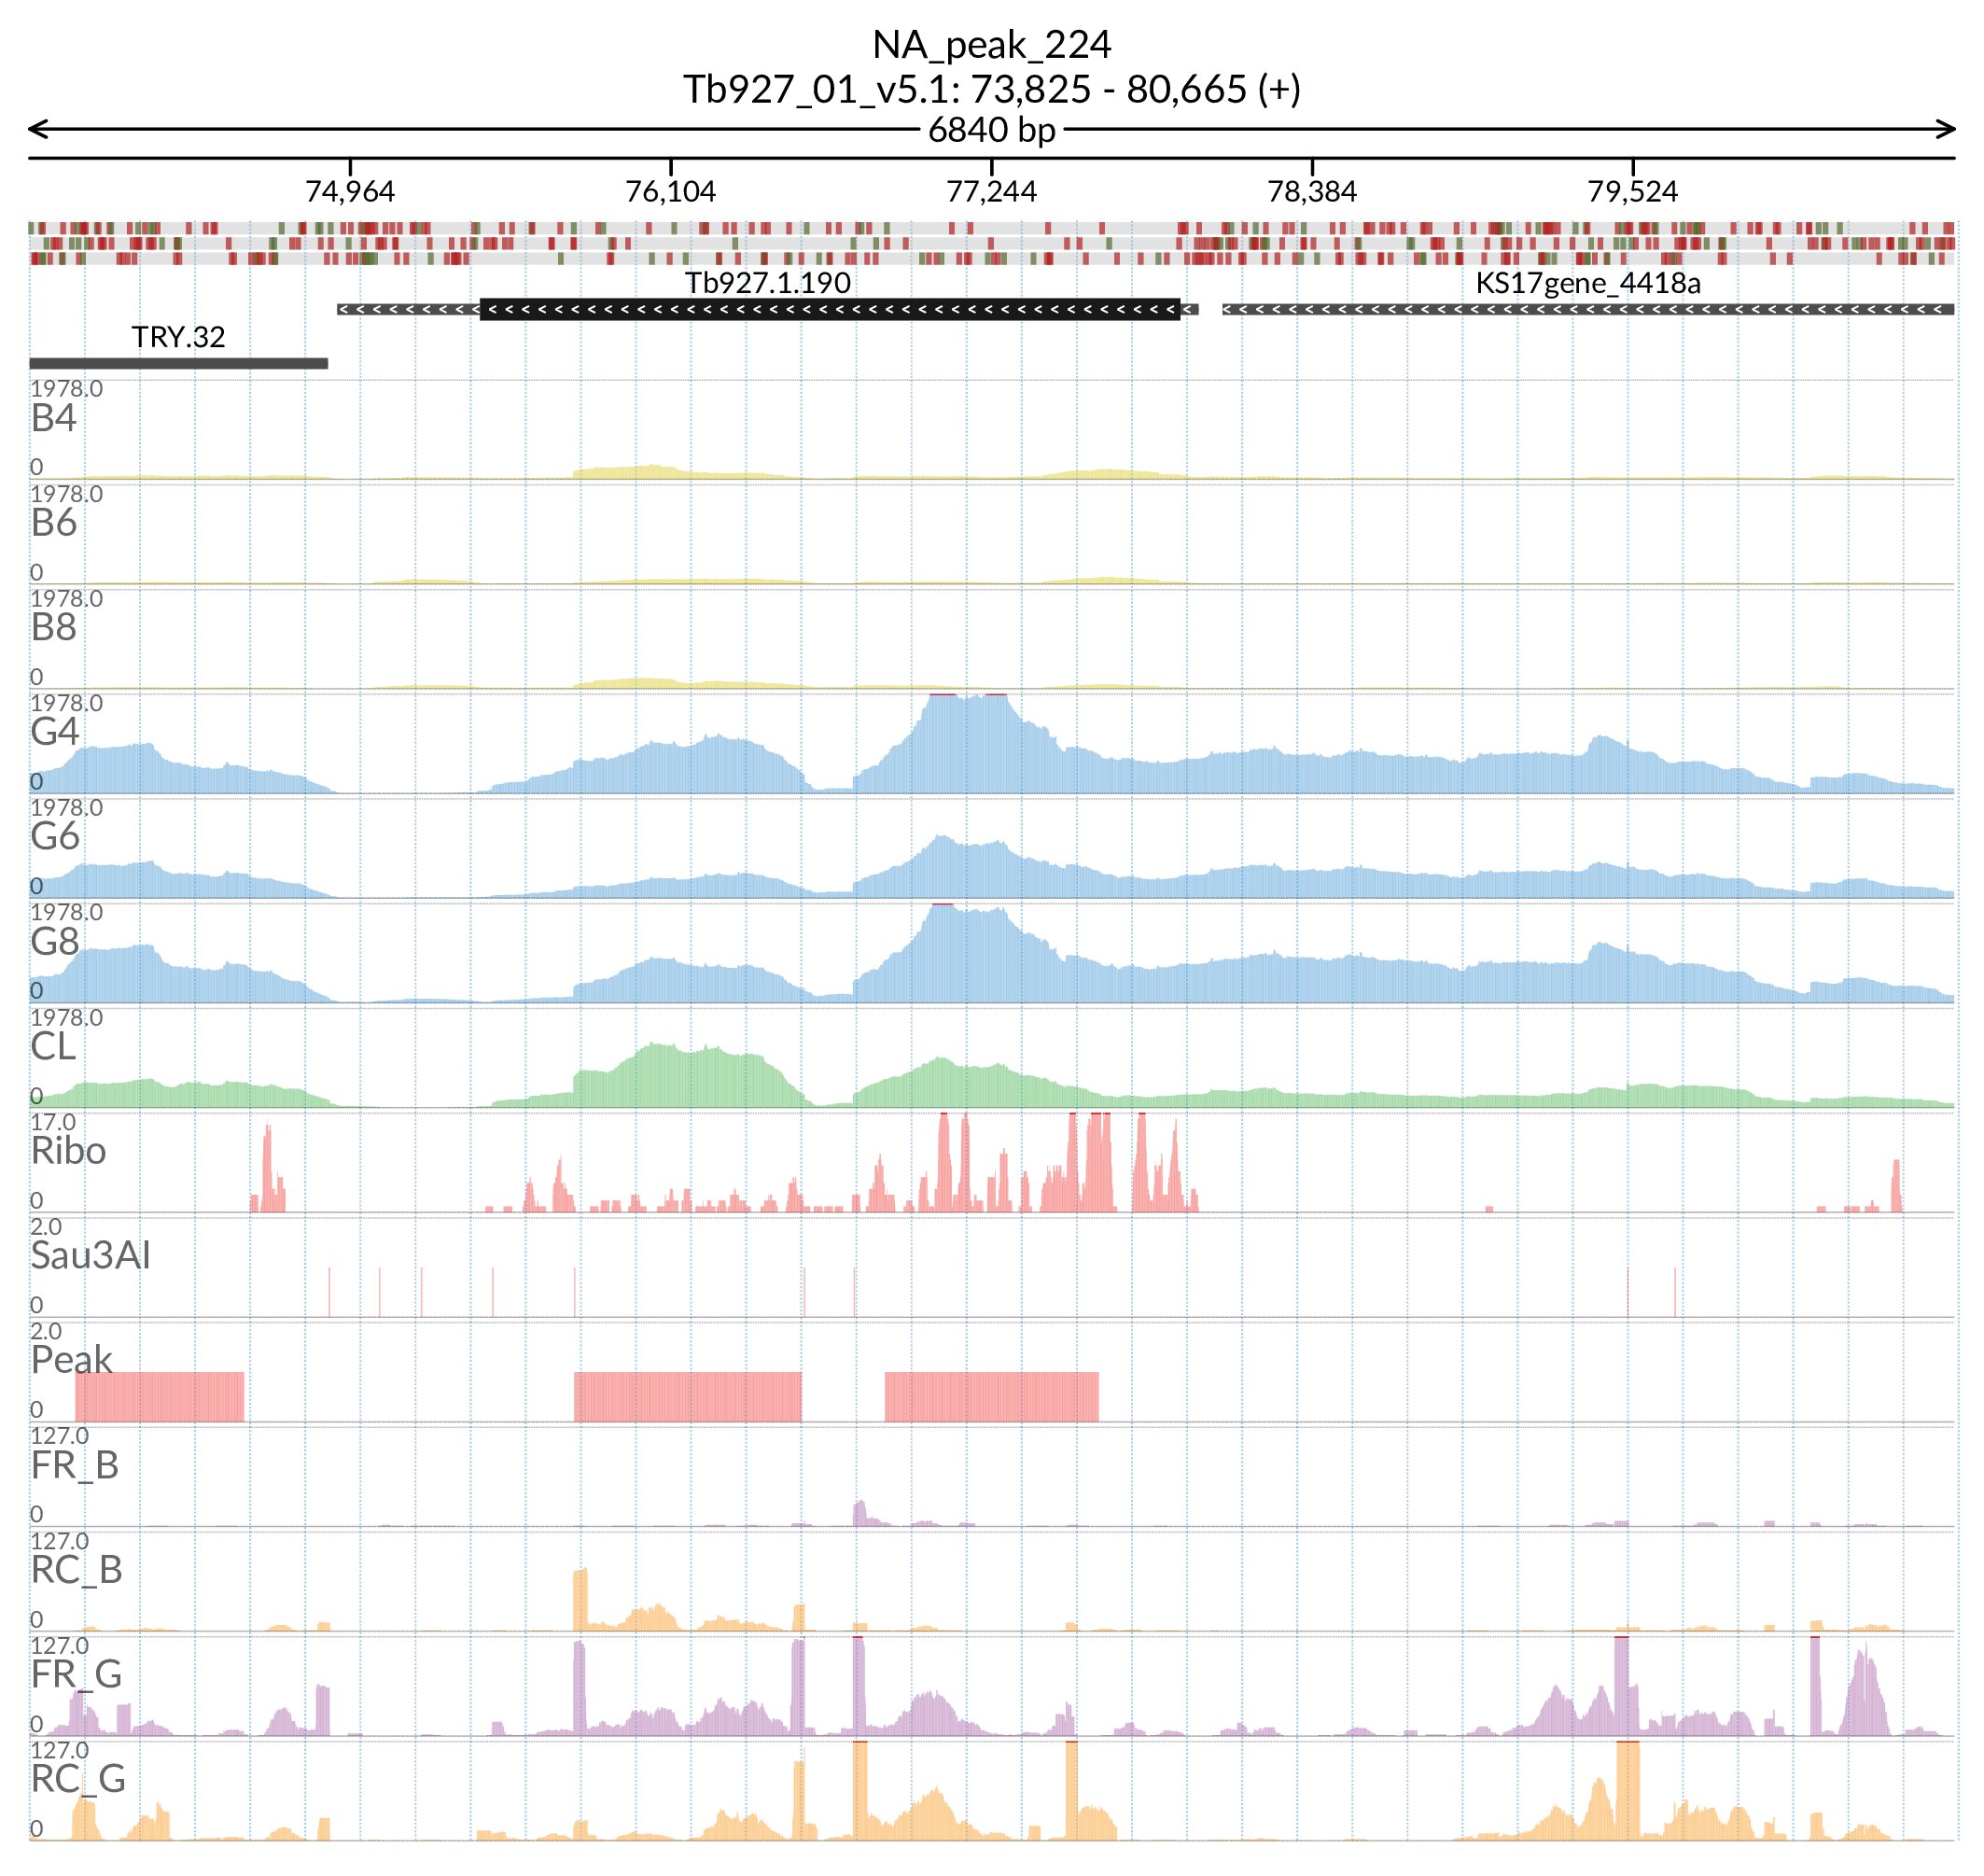 NA_peak_224
Tb927_01_v5.1: 73,825 - 80,665 (+)
6840 bp
74,964 76,104 77,244 78,384 79,524
Tb927.1.190 KS17gene_4418a
TRY.32
1978.0
B4
0
1978.0
B6
0
1978.0
B8
0
1978.0
G4
0
1978.0
G6
0
1978.0
G8
0
1978.0
CL
0
17.0
Ribo
0
2.0
Sau3AI
0
2.0
Peak
0
127.0
FR_B
0
127.0
RC_B
0
127.0
FR_G
0
127.0
RC_G
0